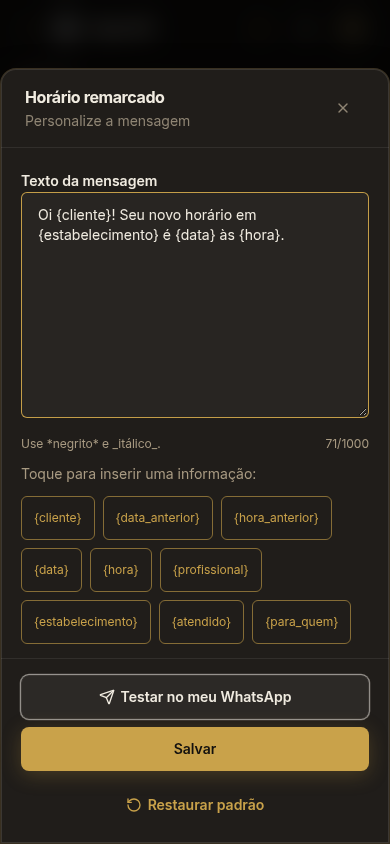 Horário remarcado
Personalize a mensagem
Texto da mensagem
Oi {cliente}! Seu novo horário em
{estabelecimento} é {data} às {hora}.
Use *negrito* e _itálico_.
71/1000
Toque para inserir uma informação:
{cliente} {data_anterior} {hora_anterior}
{data} {hora} {profissional}
{estabelecimento} {atendido} {para_quem}
Testar no meu WhatsApp
Salvar
Restaurar padrão